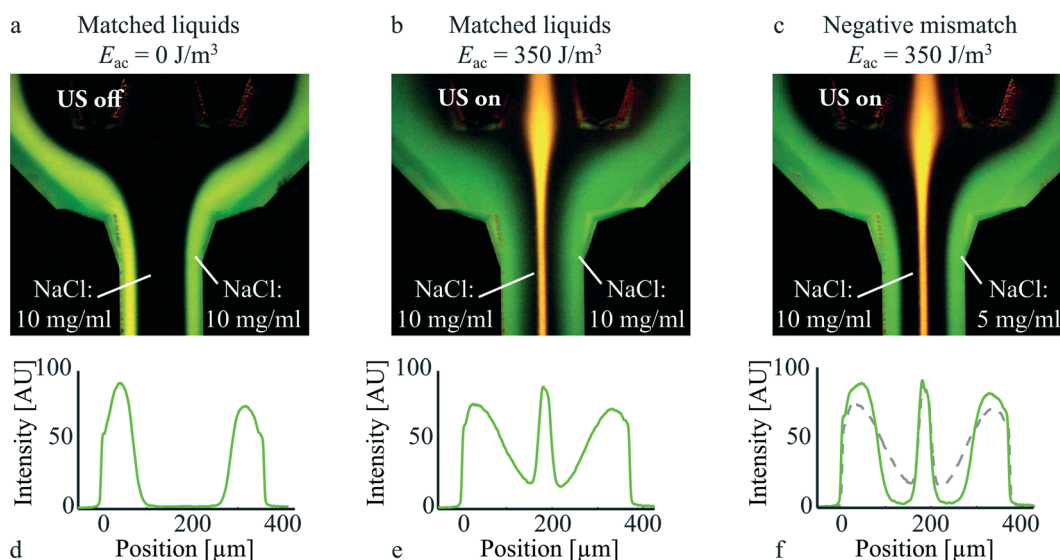 a
Matched liquids
E_ac = 0 J/m³
US off
NaCl:
10 mg/ml
NaCl:
10 mg/ml
b
Matched liquids
E_ac = 350 J/m³
US on
NaCl:
10 mg/ml
NaCl:
10 mg/ml
c
Negative mismatch
E_ac = 350 J/m³
US on
NaCl:
10 mg/ml
NaCl:
5 mg/ml
Intensity [AU]
100
50
0
0
200
400
Position [µm]
d
Intensity [AU]
100
50
0
0
200
400
Position [µm]
e
Intensity [AU]
100
50
0
0
200
400
Position [µm]
f